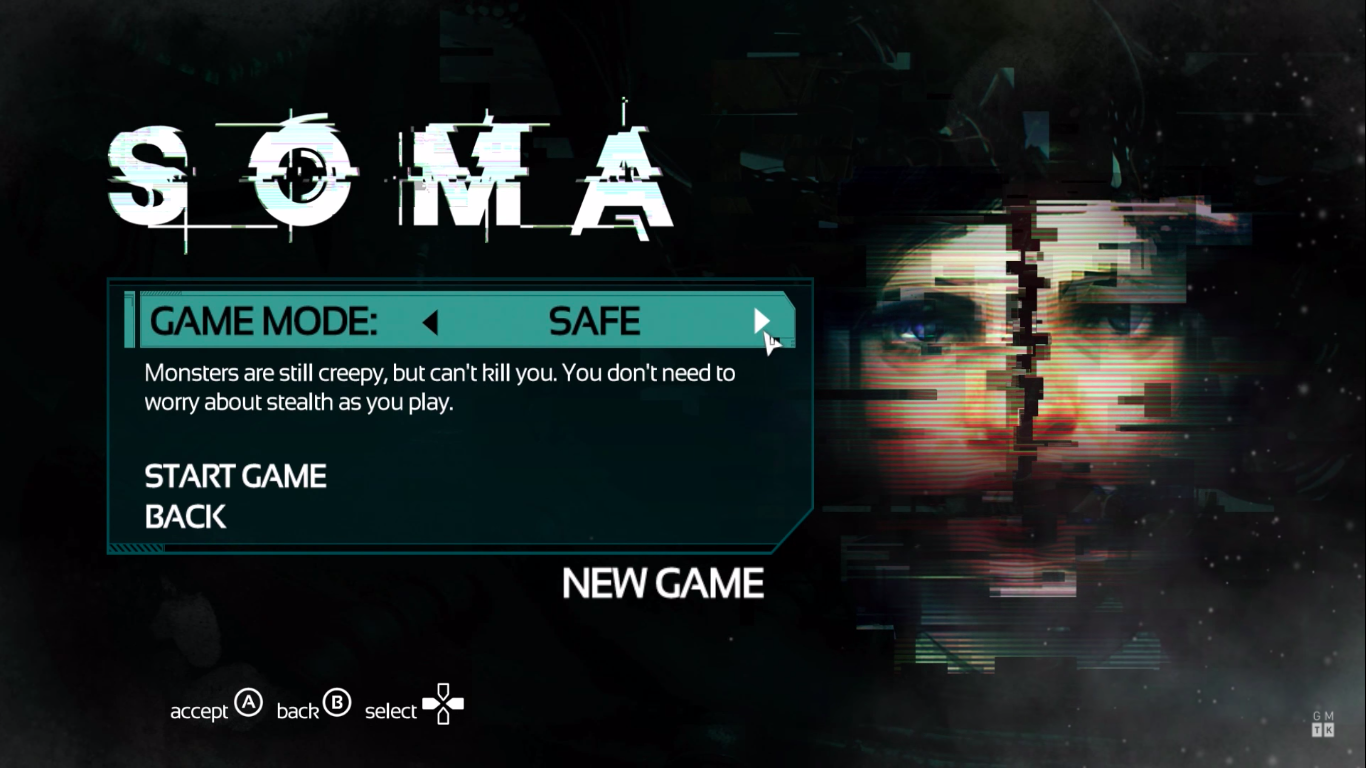 SOMA
GAME MODE: SAFE
Monsters are still creepy, but can't kill you. You don't need to
worry about stealth as you play.
START GAME
BACK
NEW GAME
accept A back B select
GM
TK